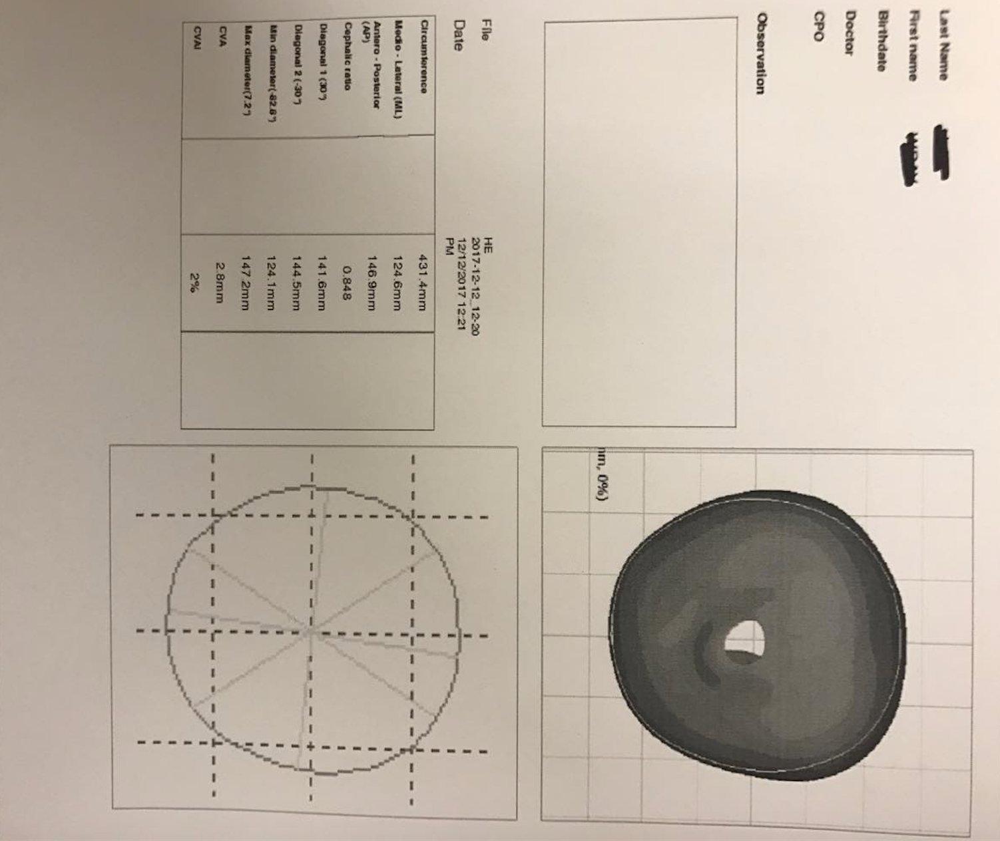 Last Name
First name
Birthdate
Doctor
CPO
Observation
nm, 0%)
File HE
2017-12-12_12-20
Date 12/12/2017 12:21
PM
Circumference 431.4mm
Medio - Lateral (ML) 124.6mm
Antero - Posterior
(AP) 146.9mm
Cephalic ratio 0.848
Diagonal 1 (30°) 141.6mm
Diagonal 2 (-30°) 144.5mm
Min diameter(-82.8°) 124.1mm
Max diameter(7.2°) 147.2mm
CVA 2.8mm
CVAI 2%